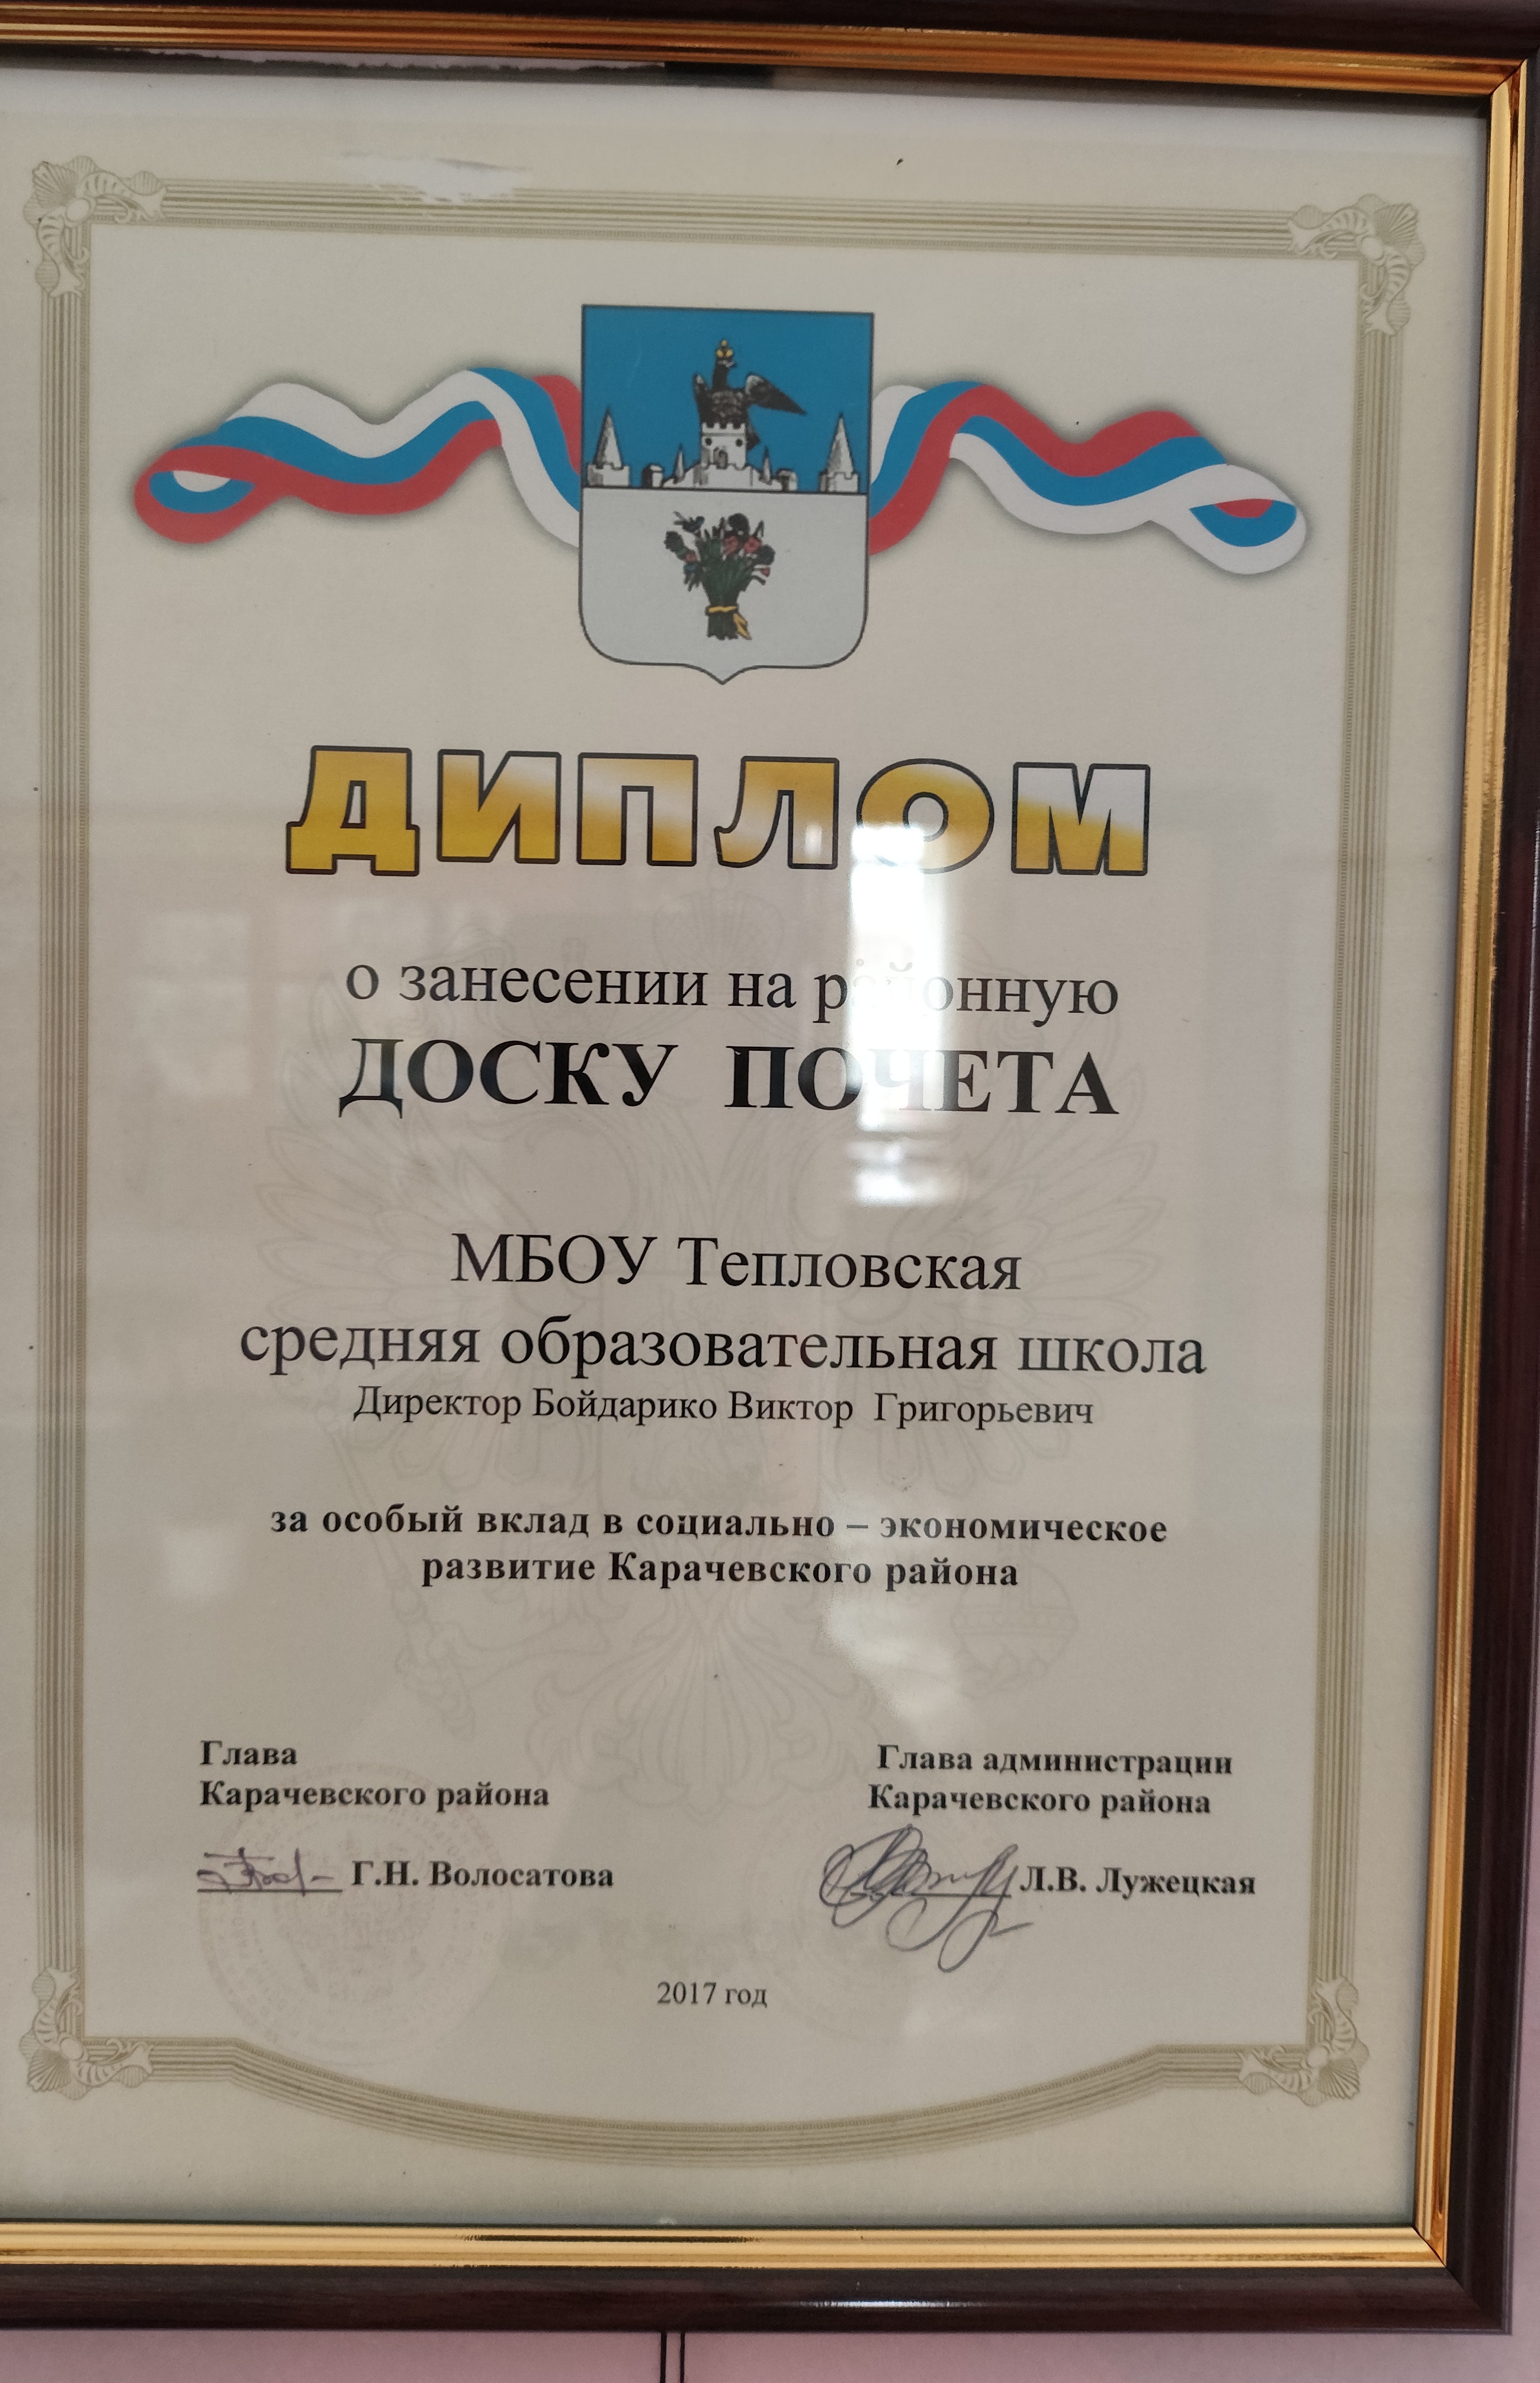 ДИПЛОМ
о занесении на районную
ДОСКУ ПОЧЕТА
МБОУ Тепловская
средняя образовательная школа
Директор Бойдарико Виктор Григорьевич
за особый вклад в социально – экономическое
развитие Карачевского района
Глава
Карачевского района
Г.Н. Волосатова
Глава администрации
Карачевского района
Л.В. Лужецкая
2017 год